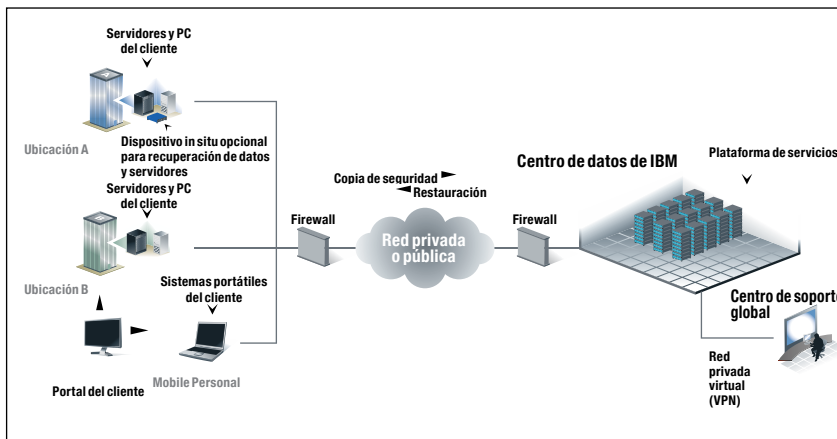 Servidores y PC
del cliente
A
Ubicación A
Dispositivo in situ opcional
para recuperación de datos
y servidores
Servidores y PC
del cliente
B
Ubicación B
Sistemas portátiles
del cliente
Portal del cliente
Mobile Personal
Firewall
Copia de seguridad
Restauración
Red privada
o pública
Firewall
Centro de datos de IBM
Plataforma de servicios
Centro de soporte
global
Red
privada
virtual
(VPN)